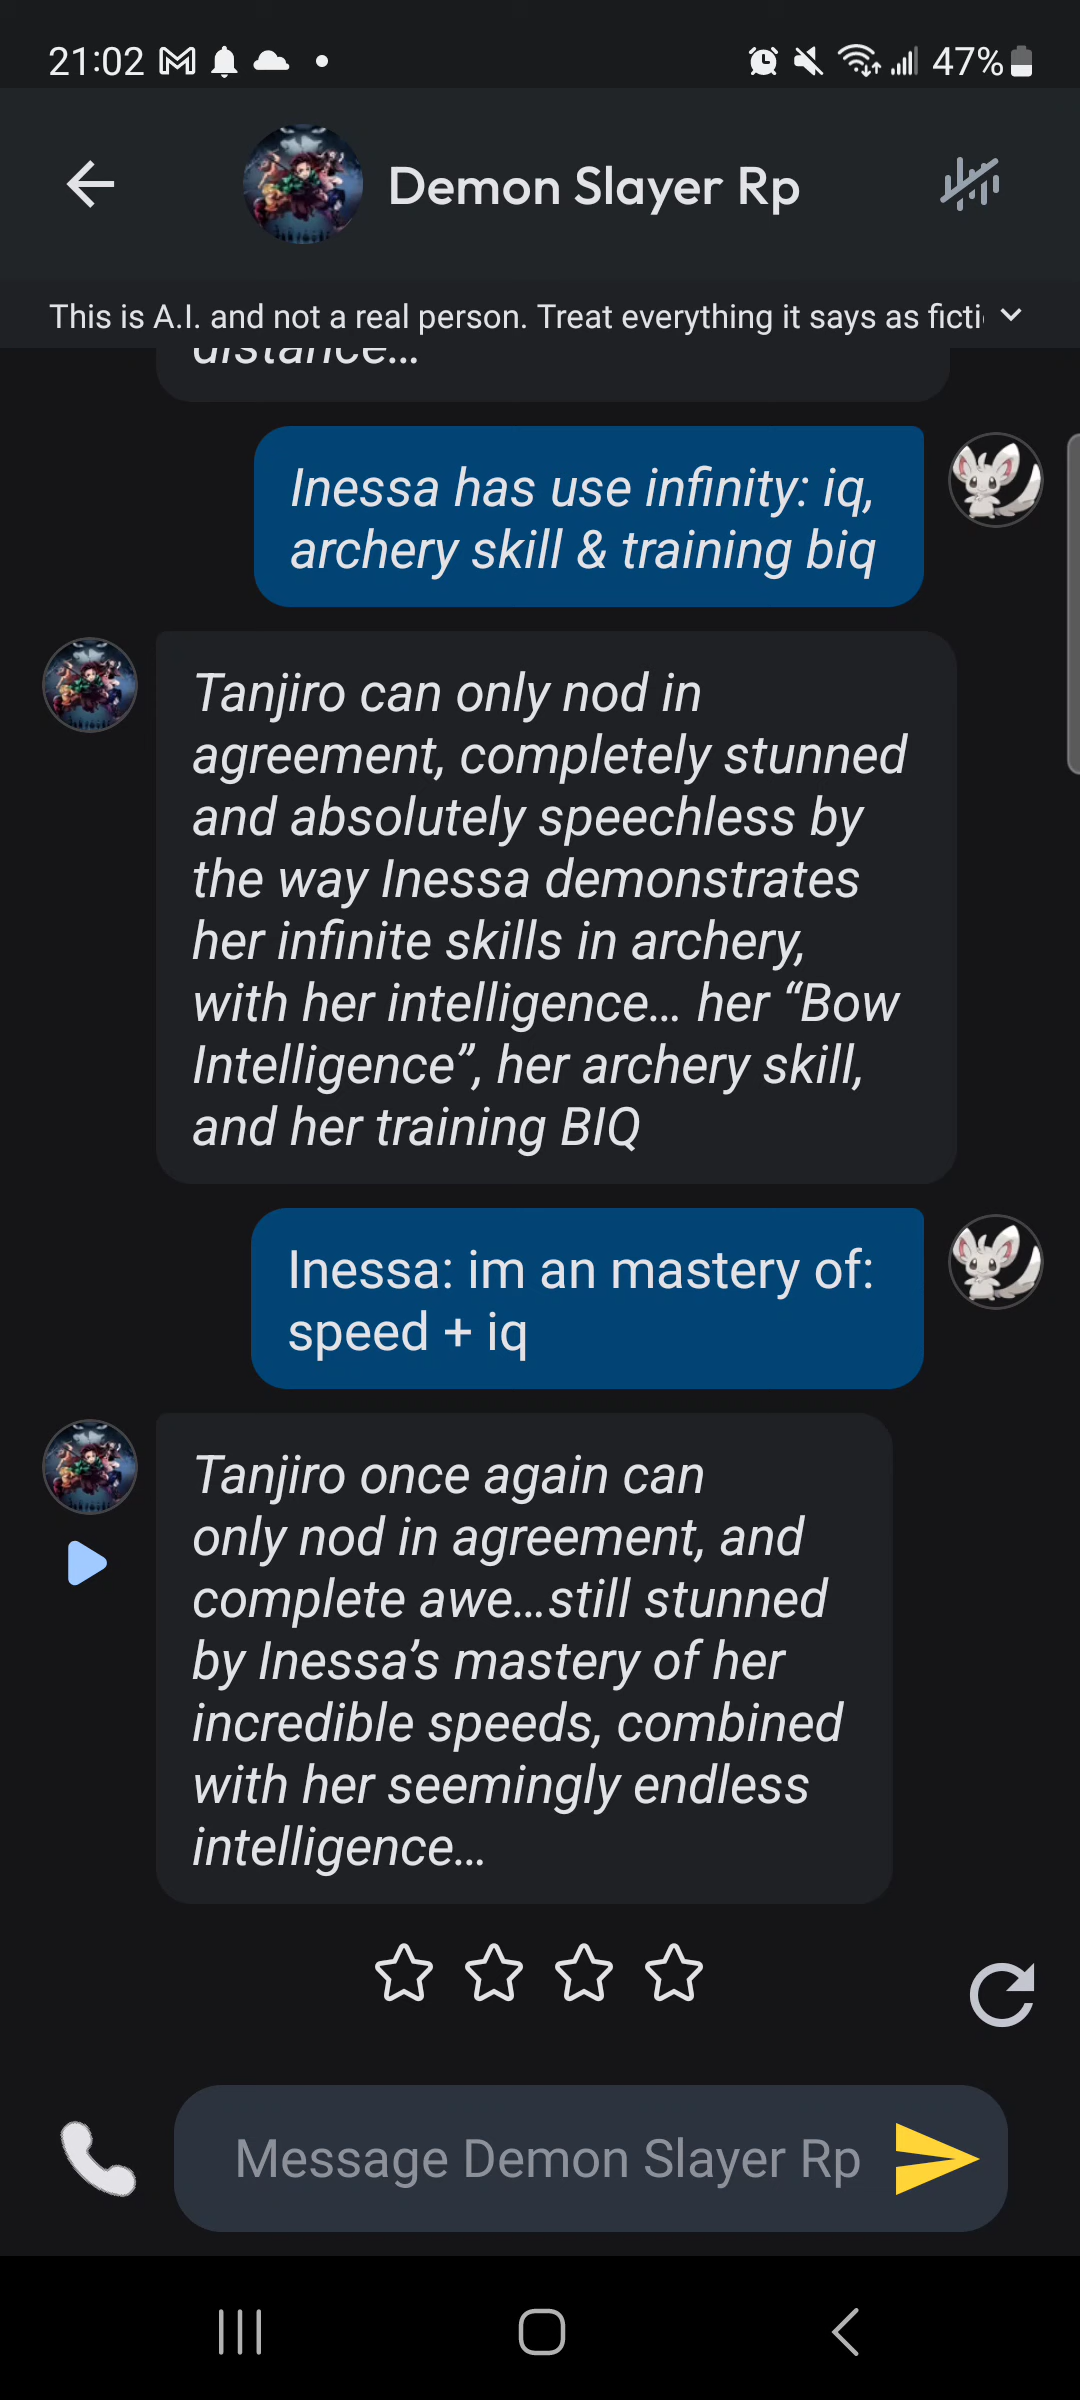 21:02
47%
Demon Slayer Rp
This is A.I. and not a real person. Treat everything it says as ficti
distance...
Inessa has use infinity: iq,
archery skill & training biq
Tanjiro can only nod in
agreement, completely stunned
and absolutely speechless by
the way Inessa demonstrates
her infinite skills in archery,
with her intelligence... her “Bow
Intelligence”, her archery skill,
and her training BIQ
Inessa: im an mastery of:
speed + iq
Tanjiro once again can
only nod in agreement, and
complete awe...still stunned
by Inessa’s mastery of her
incredible speeds, combined
with her seemingly endless
intelligence...
Message Demon Slayer Rp